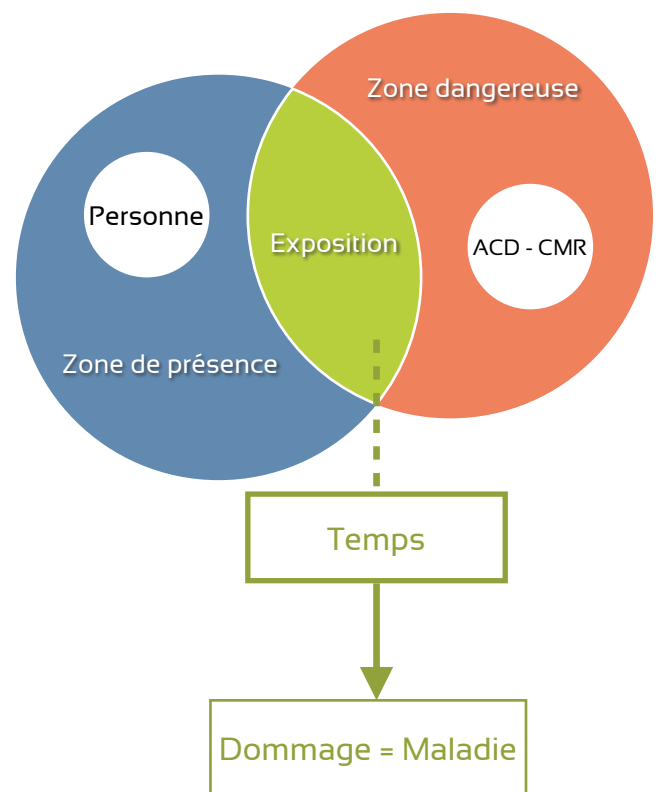 Zone dangereuse
Personne
Exposition
ACD - CMR
Zone de présence
Temps
Dommage = Maladie